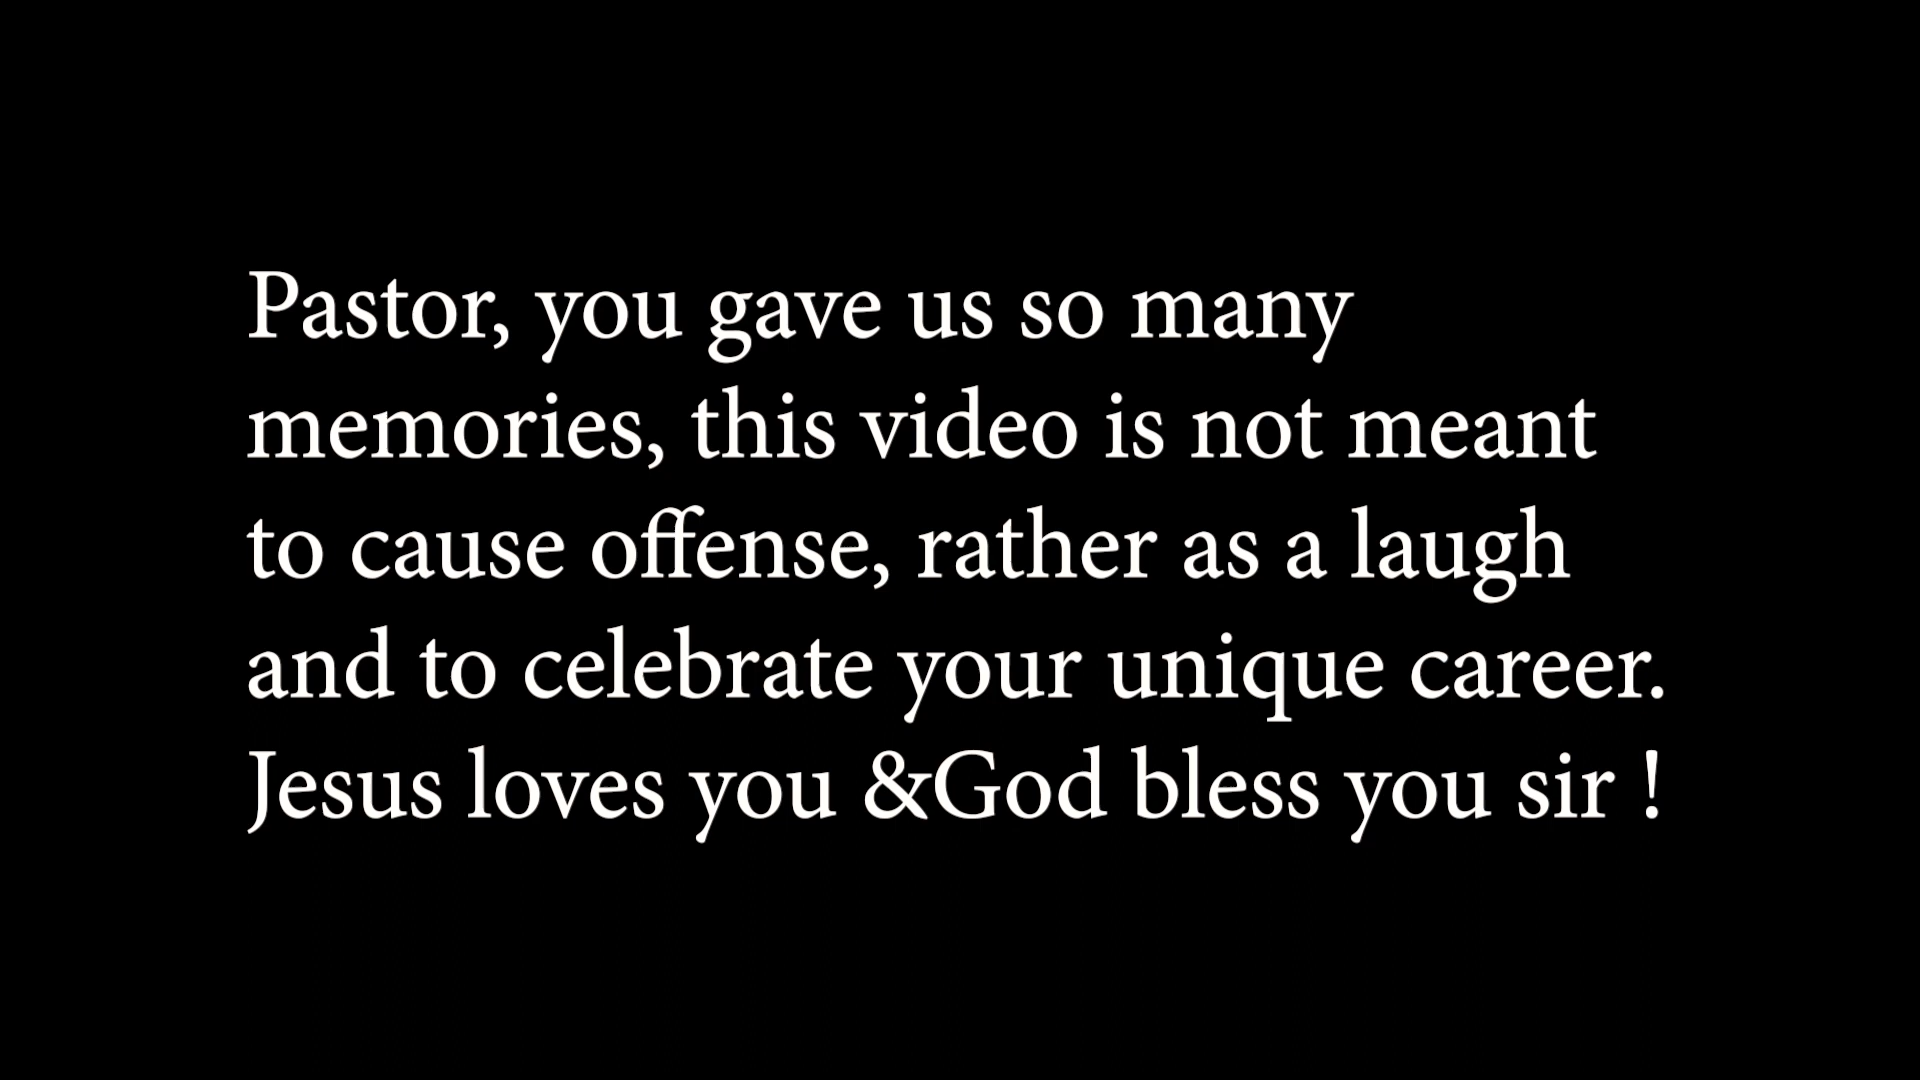 Pastor, you gave us so many
memories, this video is not meant
to cause offense, rather as a laugh
and to celebrate your unique career.
Jesus loves you &God bless you sir !